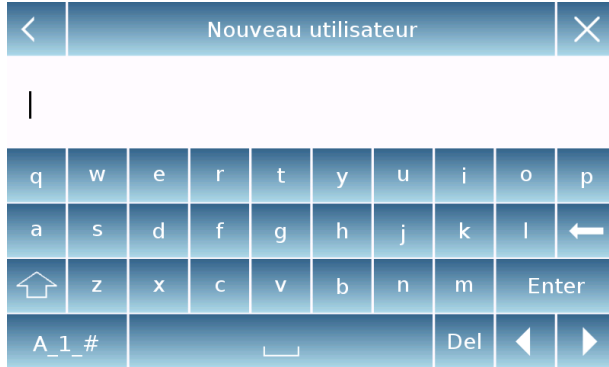 Nouveau utilisateur
q w e r t y u i o p
a s d f g h j k l
z x c v b n m Enter
A_1_# Del